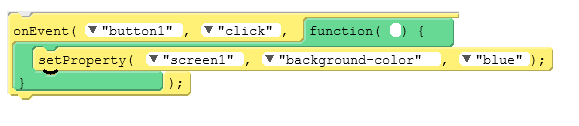 onEvent( ▼"button1", ▼"click", function( ) {
setProperty( ▼"screen1", ▼"background-color", ▼"blue");
} );